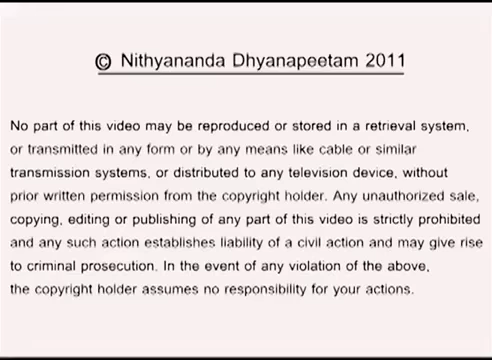 © Nithyananda Dhyanapeetam 2011
No part of this video may be reproduced or stored in a retrieval system,
or transmitted in any form or by any means like cable or similar
transmission systems, or distributed to any television device, without
prior written permission from the copyright holder. Any unauthorized sale,
copying, editing or publishing of any part of this video is strictly prohibited
and any such action establishes liability of a civil action and may give rise
to criminal prosecution. In the event of any violation of the above,
the copyright holder assumes no responsibility for your actions.